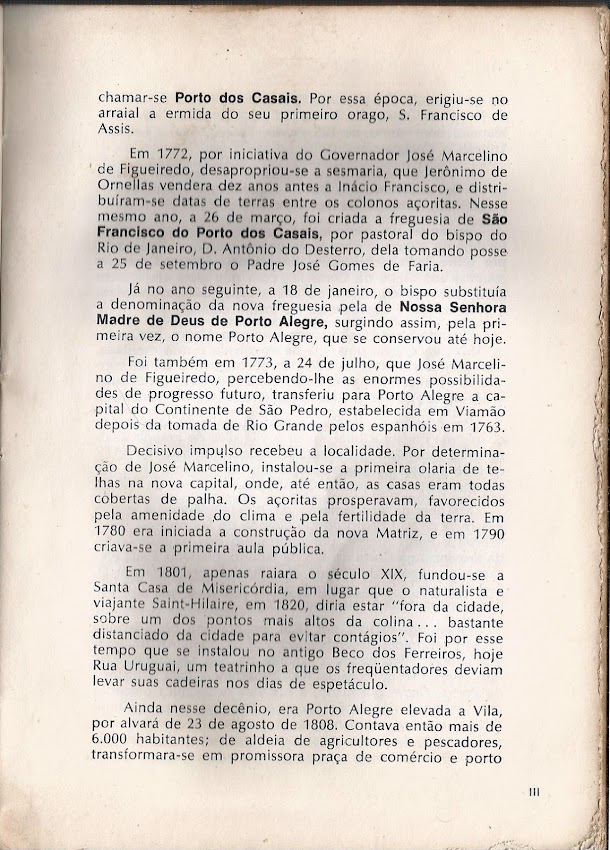 chamar-se Porto dos Casais. Por essa época, erigiu-se no
arraial a ermida do seu primeiro orago, S. Francisco de
Assis.
Em 1772, por iniciativa do Governador José Marcelino
de Figueiredo, desapropriou-se a sesmaria, que Jerônimo de
Ornellas vendera dez anos antes a Inácio Francisco, e distri-
buíram-se datas de terras entre os colonos açoritas. Nesse
mesmo ano, a 26 de março, foi criada a freguesia de São
Francisco do Porto dos Casais, por pastoral do bispo do
Rio de Janeiro, D. Antônio do Desterro, dela tomando posse
a 25 de setembro o Padre José Gomes de Faria.
Já no ano seguinte, a 18 de janeiro, o bispo substituía
a denominação da nova freguesia pela de Nossa Senhora
Madre de Deus de Porto Alegre, surgindo assim, pela pri-
meira vez, o nome Porto Alegre, que se conservou até hoje.
Foi também em 1773, a 24 de julho, que José Marceli-
no de Figueiredo, percebendo-lhe as enormes possibilida-
des de progresso futuro, transferiu para Porto Alegre a ca-
pital do Continente de São Pedro, estabelecida em Viamão
depois da tomada de Rio Grande pelos espanhóis em 1763.
Decisivo impulso recebeu a localidade. Por determina-
ção de José Marcelino, instalou-se a primeira olaria de te-
lhas na nova capital, onde, até então, as casas eram todas
cobertas de palha. Os açoritas prosperavam, favorecidos
pela amenidade do clima e pela fertilidade da terra. Em
1780 era iniciada a construção da nova Matriz, e em 1790
criava-se a primeira aula pública.
Em 1801, apenas raiara o século XIX, fundou-se a
Santa Casa de Misericórdia, em lugar que o naturalista e
viajante Saint-Hilaire, em 1820, diria estar "fora da cidade,
sobre um dos pontos mais altos da colina... bastante
distanciado da cidade para evitar contágios". Foi por esse
tempo que se instalou no antigo Beco dos Ferreiros, hoje
Rua Uruguai, um teatrinho a que os freqüentadores deviam
levar suas cadeiras nos dias de espetáculo.
Ainda nesse decênio, era Porto Alegre elevada a Vila,
por alvará de 23 de agosto de 1808. Contava então mais de
6.000 habitantes; de aldeia de agricultores e pescadores,
transformara-se em promissora praça de comércio e porto
III